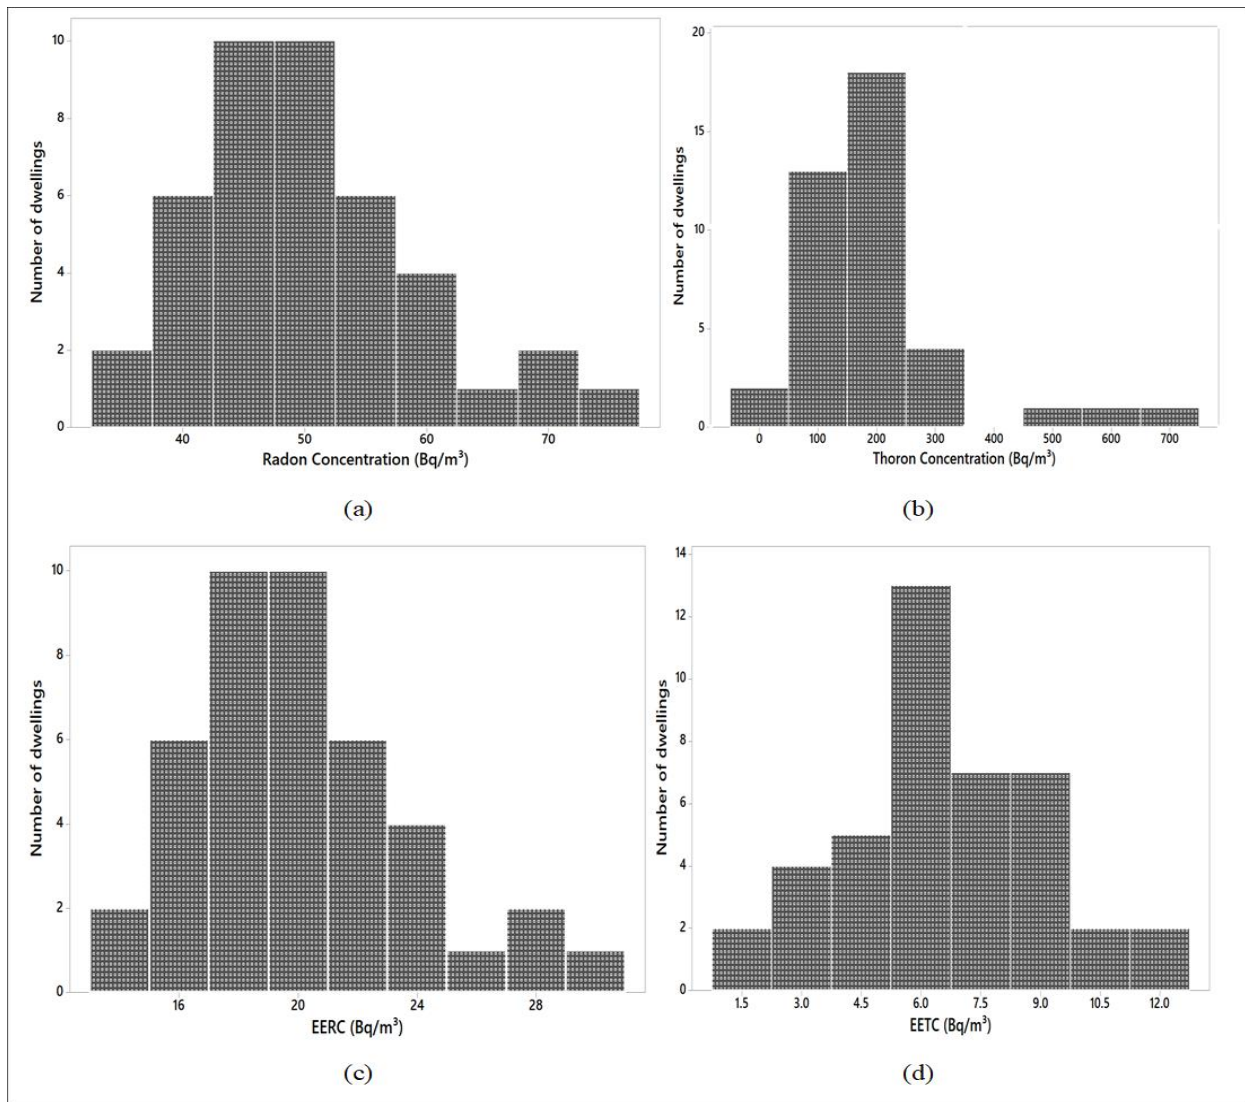 10
8
6
4
2
0
Number of dwellings
40 50 60 70
Radon Concentration (Bq/m³)
(a)
20
15
10
5
0
Number of dwellings
0 100 200 300 400 500 600 700
Thoron Concentration (Bq/m³)
(b)
10
8
6
4
2
0
Number of dwellings
16 20 24 28
EERC (Bq/m³)
(c)
14
12
10
8
6
4
2
0
Number of dwellings
1.5 3.0 4.5 6.0 7.5 9.0 10.5 12.0
EETC (Bq/m³)
(d)